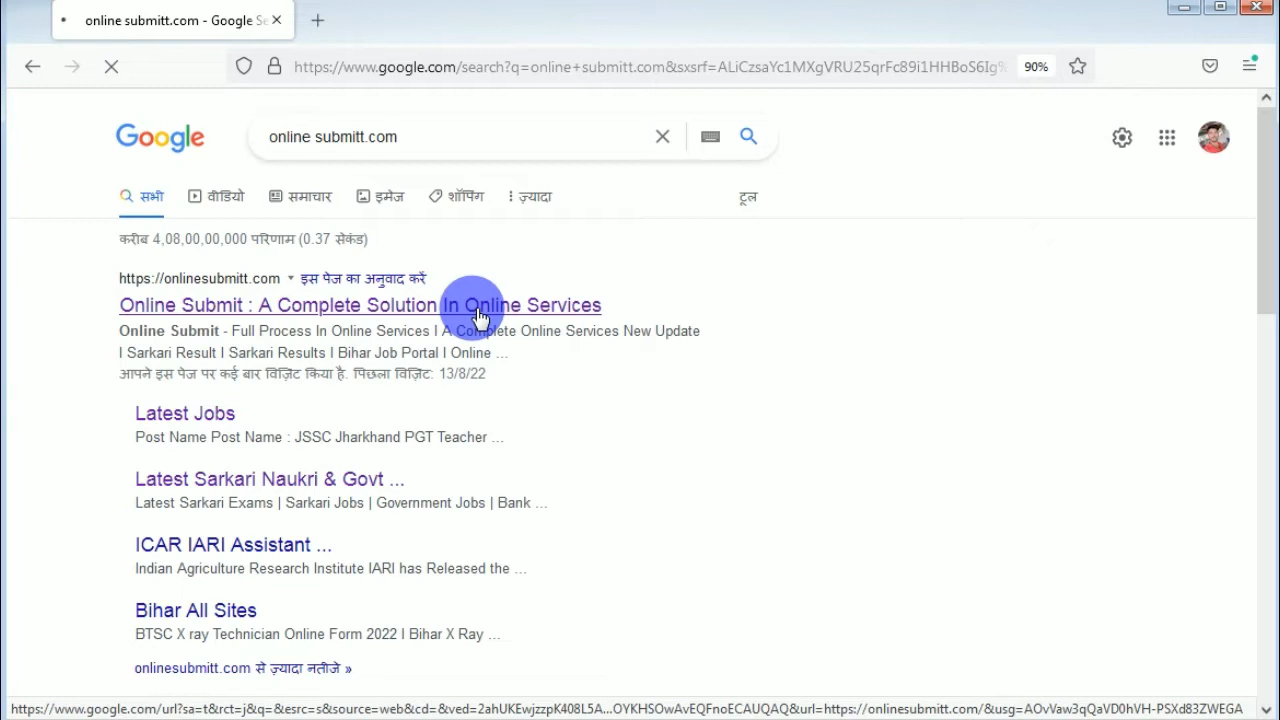 online submitt.com - Google Se
https://www.google.com/search?q=online+submitt.com&sxsrf=ALiCzsaYc1MXgVRU25qrFc89i1HHBoS6Ig% 90%
Google online submitt.com
सभी वीडियो समाचार इमेज शॉपिंग ज़्यादा टूल
करीब 4,08,00,00,000 परिणाम (0.37 सेकंड)
https://onlinesubmitt.com इस पेज का अनुवाद करें
Online Submit : A Complete Solution In Online Services
Online Submit - Full Process In Online Services I A Complete Online Services New Update
I Sarkari Result I Sarkari Results I Bihar Job Portal I Online ...
आपने इस पेज पर कई बार विज़िट किया है. पिछला विज़िट: 13/8/22
Latest Jobs
Post Name Post Name : JSSC Jharkhand PGT Teacher ...
Latest Sarkari Naukri & Govt ...
Latest Sarkari Exams | Sarkari Jobs | Government Jobs | Bank ...
ICAR IARI Assistant ...
Indian Agriculture Research Institute IARI has Released the ...
Bihar All Sites
BTSC X ray Technician Online Form 2022 I Bihar X Ray ...
onlinesubmitt.com से ज़्यादा नतीजे »
https://www.google.com/url?sa=t&rct=j&q=&esrc=s&source=web&cd=&ved=2ahUKEwjzzpK408L5A...OYKHSOwAvEQFnoECAUQAQ&url=https://onlinesubmitt.com/&usg=AOvVaw3qQaVD0hVH-PSXd83ZWEGA